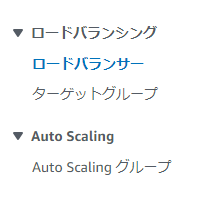 ロードバランシング
ロードバランサー
ターゲットグループ
Auto Scaling
Auto Scaling グループ